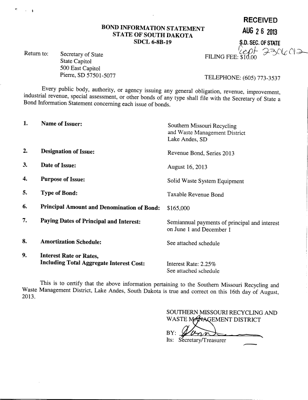 RECEIVED
AUG 26 2013
S.D. SEC. OF STATE
BOND INFORMATION STATEMENT
STATE OF SOUTH DAKOTA
SDCL 6-8B-19
Return to: Secretary of State
State Capitol
500 East Capitol
Pierre, SD 57501-5077
FILING FEE: $10.00
TELEPHONE: (605) 773-3537
Every public body, authority, or agency issuing any general obligation, revenue, improvement,
industrial revenue, special assessment, or other bonds of any type shall file with the Secretary of State a
Bond Information Statement concerning each issue of bonds.
1. Name of Issuer: Southern Missouri Recycling
and Waste Management District
Lake Andes, SD
2. Designation of Issue: Revenue Bond, Series 2013
3. Date of Issue: August 16, 2013
4. Purpose of Issue: Solid Waste System Equipment
5. Type of Bond: Taxable Revenue Bond
6. Principal Amount and Denomination of Bond: $165,000
7. Paying Dates of Principal and Interest: Semiannual payments of principal and interest
on June 1 and December 1
8. Amortization Schedule: See attached schedule
9. Interest Rate or Rates,
Including Total Aggregate Interest Cost: Interest Rate: 2.25%
See attached schedule
This is to certify that the above information pertaining to the Southern Missouri Recycling and
Waste Management District, Lake Andes, South Dakota is true and correct on this 16th day of August,
2013.
SOUTHERN MISSOURI RECYCLING AND
WASTE MANAGEMENT DISTRICT
BY:
Its: Secretary/Treasurer